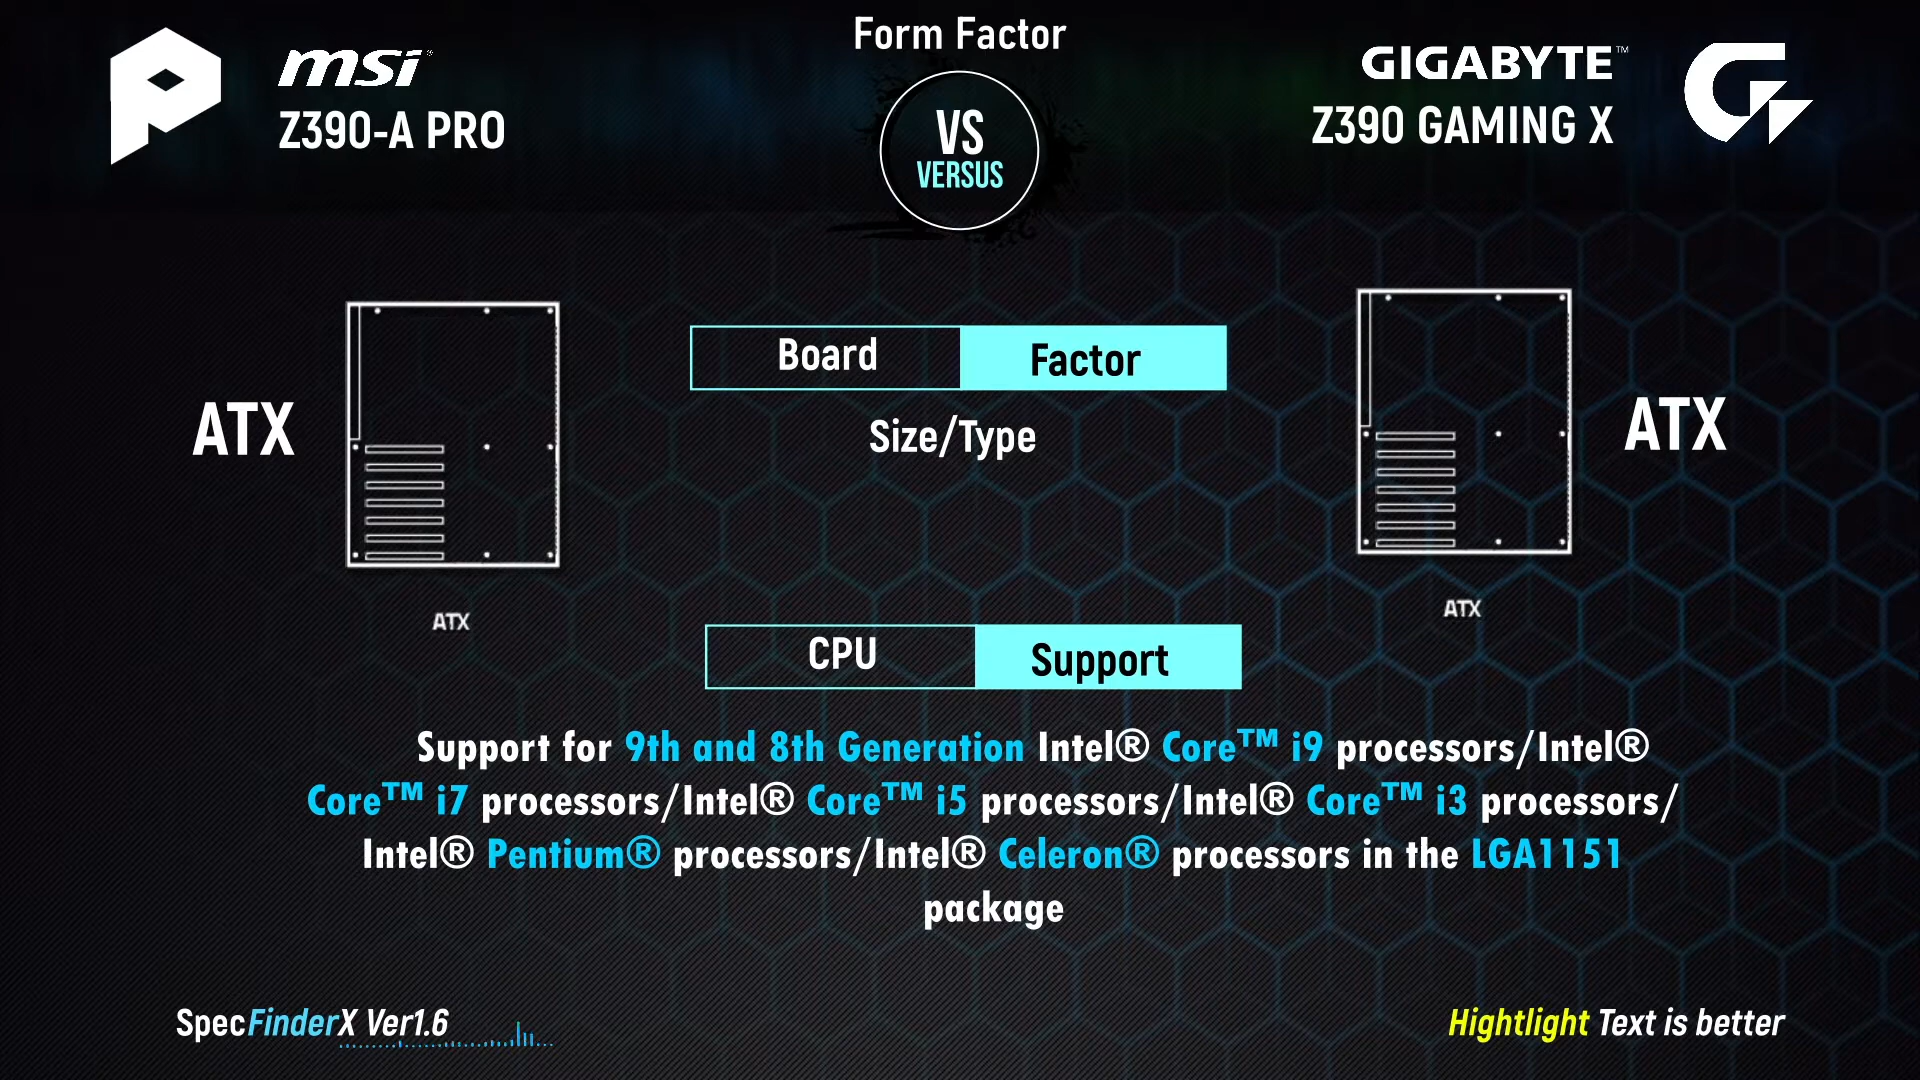 Form Factor
msi
Z390-A PRO
VS
VERSUS
GIGABYTE™
Z390 GAMING X
Board Factor
Size/Type
ATX
ATX
ATX
ATX
CPU Support
Support for 9th and 8th Generation Intel® Core™ i9 processors/Intel®
Core™ i7 processors/Intel® Core™ i5 processors/Intel® Core™ i3 processors/
Intel® Pentium® processors/Intel® Celeron® processors in the LGA1151
package
SpecFinderX Ver1.6
Hightlight Text is better